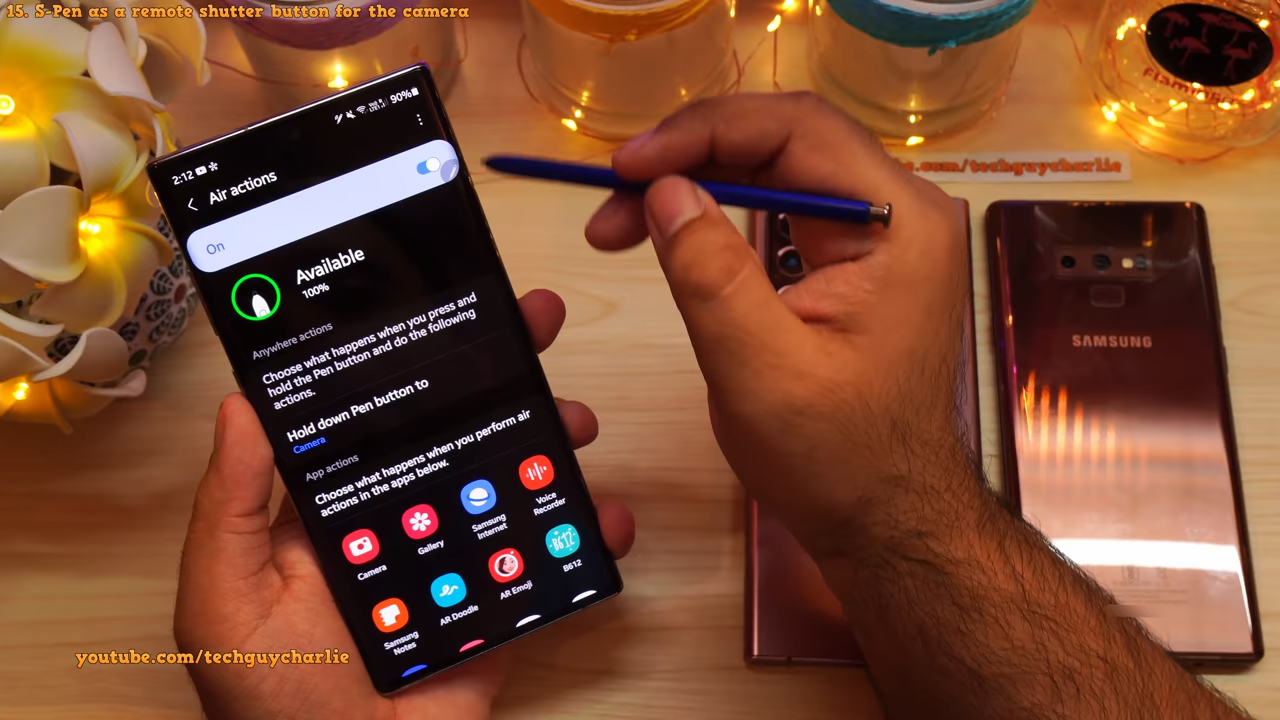 15. S-Pen as a remote shutter button for the camera
90%
2:12
Air actions
On
Available
100%
Anywhere actions
Choose what happens when you press and
hold the Pen button and do the following
actions.
Hold down Pen button to
Camera
App actions
Choose what happens when you perform air
actions in the apps below.
Camera
Gallery
Samsung
Internet
Voice
Recorder
Samsung
Notes
AR Doodle
AR Emoji
B612
B612
.com/techguycharlie
SAMSUNG
youtube.com/techguycharlie